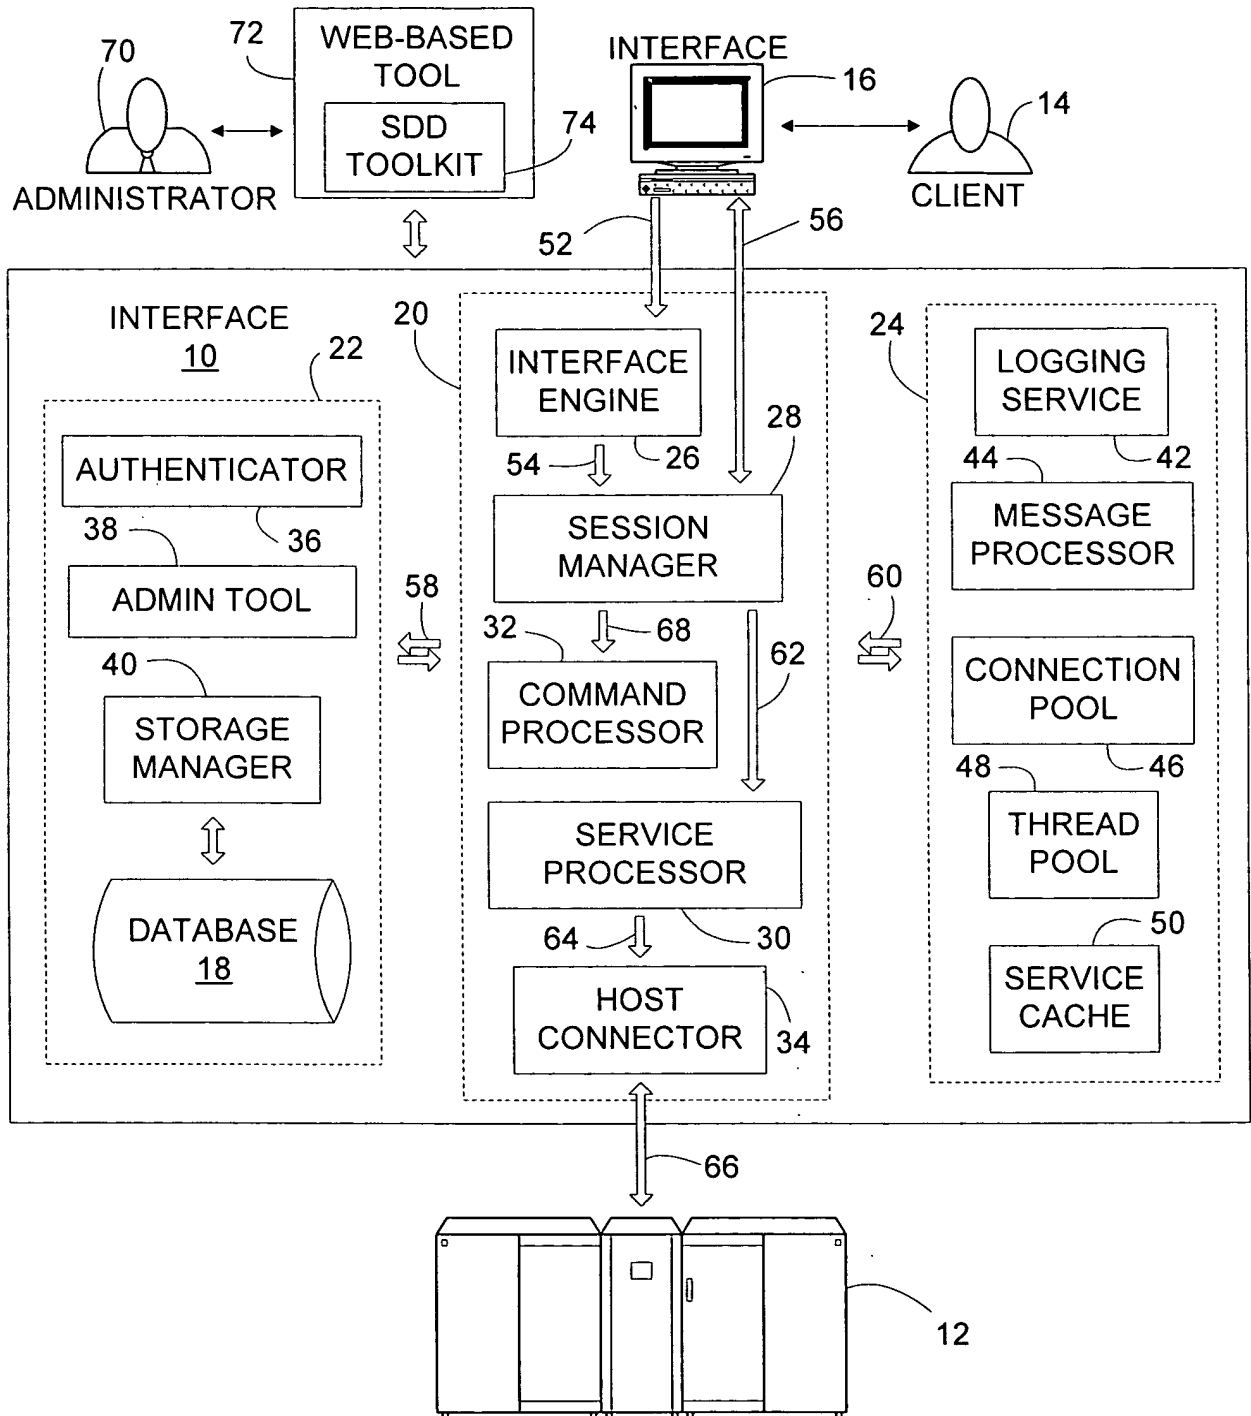 70
ADMINISTRATOR
72
WEB-BASED
TOOL
SDD
TOOLKIT
74
INTERFACE
16
14
CLIENT
52
56
INTERFACE
10
22
AUTHENTICATOR
36
38
ADMIN TOOL
40
STORAGE
MANAGER
DATABASE
18
58
20
INTERFACE
ENGINE
26
54
28
SESSION
MANAGER
68
62
32
COMMAND
PROCESSOR
SERVICE
PROCESSOR
30
64
HOST
CONNECTOR
34
60
24
LOGGING
SERVICE
42
44
MESSAGE
PROCESSOR
CONNECTION
POOL
46
48
THREAD
POOL
50
SERVICE
CACHE
66
12